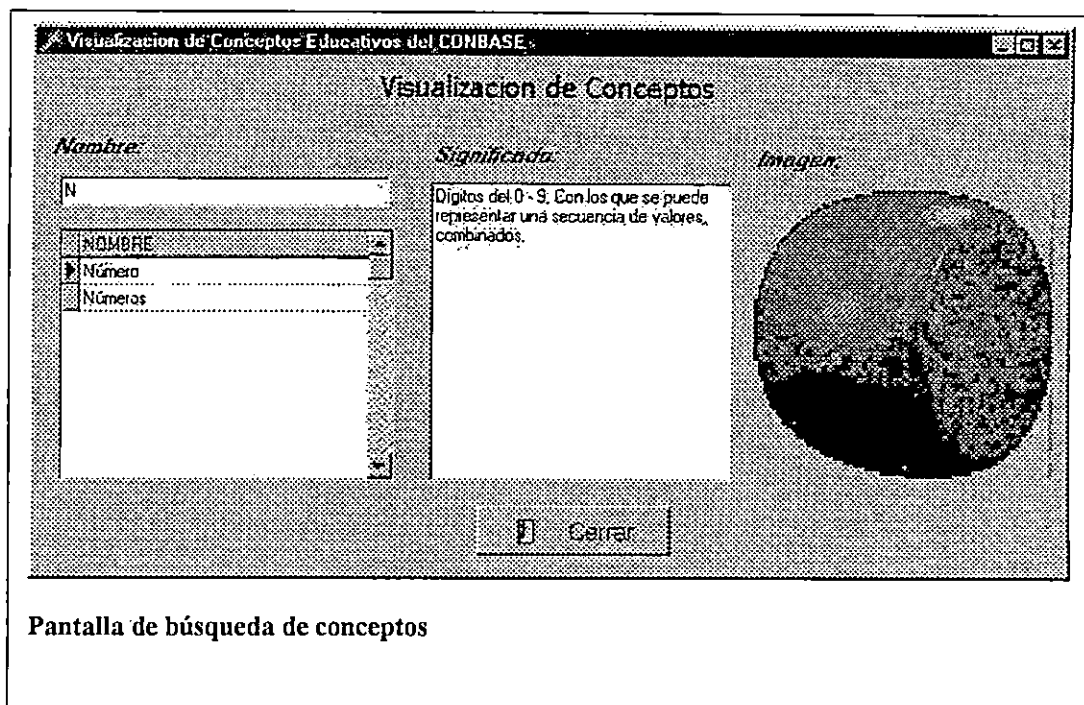 Visualizacion de Conceptos Educativos del CONBASE
Visualizacion de Conceptos
Nombre:
Significado:
Imagen:
N
Dígitos del 0 - 9. Con los que se puede
representar una secuencia de valores,
combinados.
NOMBRE
Número
Números
Cerrar
Pantalla de búsqueda de conceptos